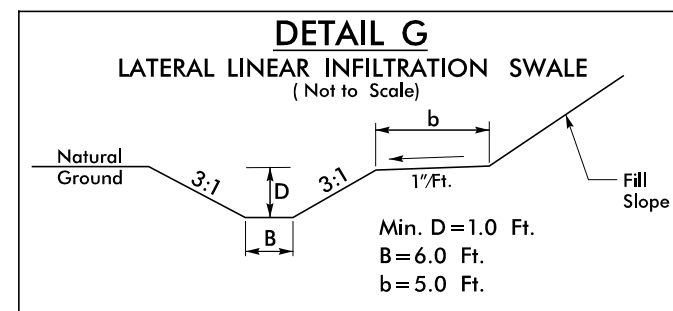 DETAIL G
LATERAL LINEAR INFILTRATION SWALE
( Not to Scale)
b
Natural
Ground
3:1
D
3:1
1"/Ft.
Fill
Slope
B
Min. D=1.0 Ft.
B=6.0 Ft.
b=5.0 Ft.